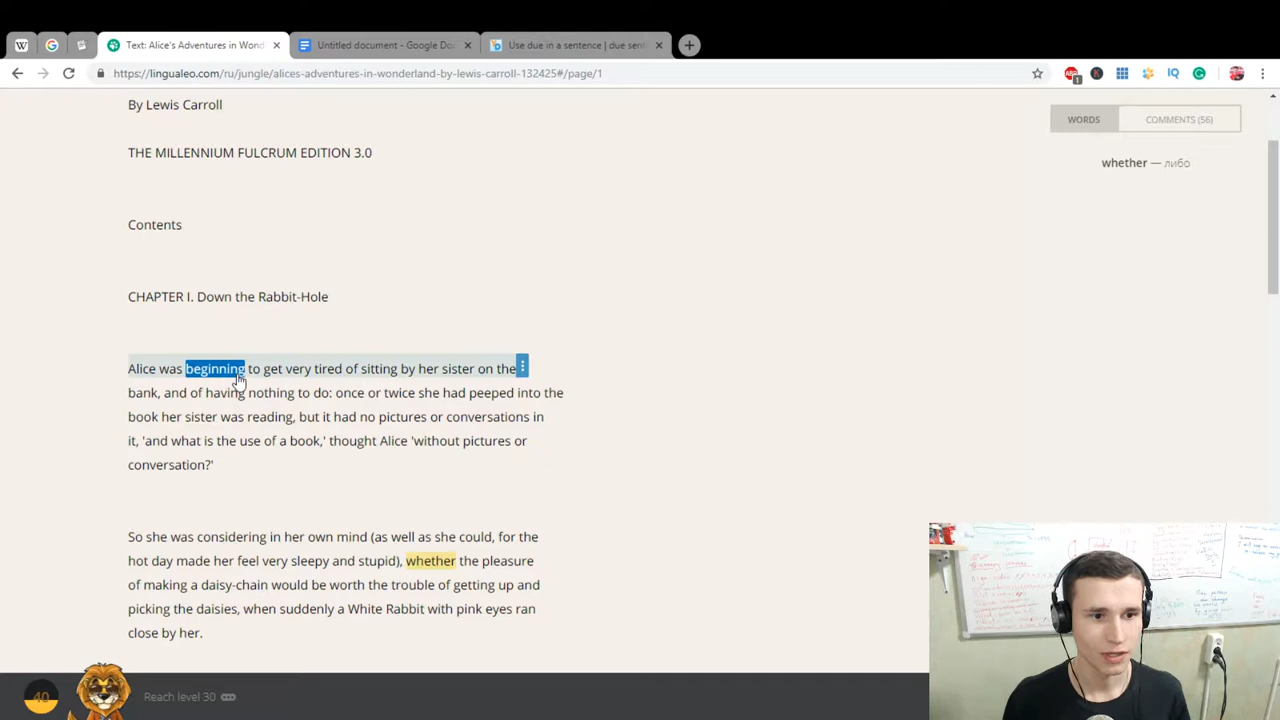 Text: Alice's Adventures in Won
Untitled document - Google Do
Use due in a sentence | due sent
https://lingualeo.com/ru/jungle/alices-adventures-in-wonderland-by-lewis-carroll-132425#/page/1
By Lewis Carroll
WORDS
COMMENTS (56)
THE MILLENNIUM FULCRUM EDITION 3.0
whether — либо
Contents
CHAPTER I. Down the Rabbit-Hole
Alice was beginning to get very tired of sitting by her sister on the
bank, and of having nothing to do: once or twice she had peeped into the
book her sister was reading, but it had no pictures or conversations in
it, 'and what is the use of a book,' thought Alice 'without pictures or
conversation?'
So she was considering in her own mind (as well as she could, for the
hot day made her feel very sleepy and stupid), whether the pleasure
of making a daisy-chain would be worth the trouble of getting up and
picking the daisies, when suddenly a White Rabbit with pink eyes ran
close by her.
40
Reach level 30